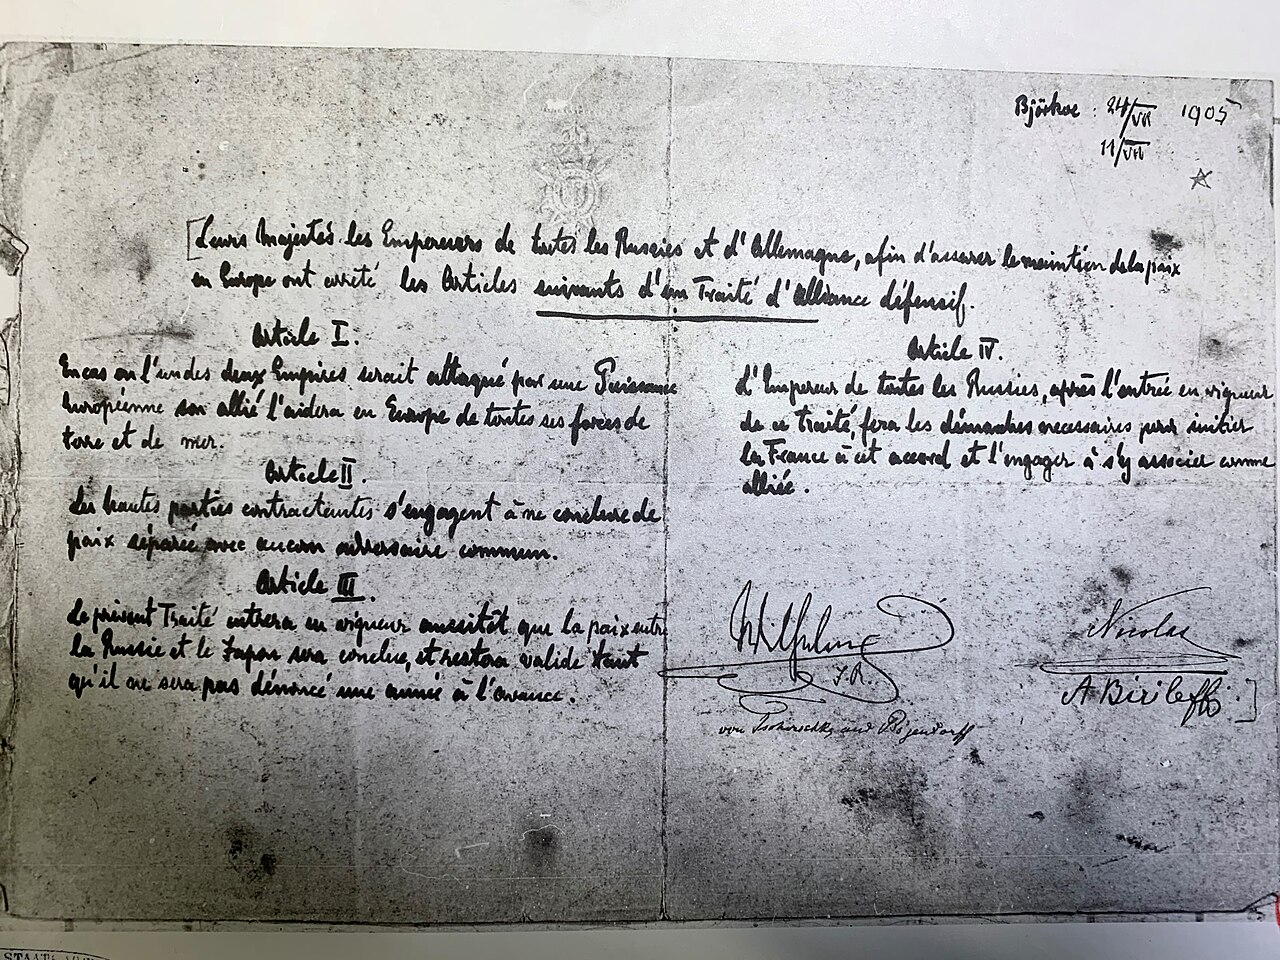 Björkoe : 24/VII 1905
11/VII
[Leurs Majestés les Empereurs de toutes les Russies et d'Allemagne, afin d'assurer le maintien de la paix
en Europe ont arrêté les Articles suivants d'un Traité d'Alliance défensif.
Article I.
En cas ou l'un des deux Empires serait attaqué par une Puissance
Européenne son allié l'aidera en Europe de toutes ses forces de
terre et de mer.
Article II.
Les hautes parties contractantes s'engagent à ne conclure de
paix séparée avec aucun adversaire commun.
Article III.
Le présent Traité entrera en vigueur aussitôt que la paix entre
la Russie et le Japon sera conclue, et restera valide tant
qu'il ne sera pas dénoncé une année à l'avance.
Article IV.
L'Empereur de toutes les Russies, après l'entrée en vigueur
de ce traité, fera les démarches necessaires pour initier
la France à cet accord et l'engager à s'y associer comme
alliée.
Wilhelm
I.R.
von Tschirschky und Bögendorff
Nicolas
A Birileff]